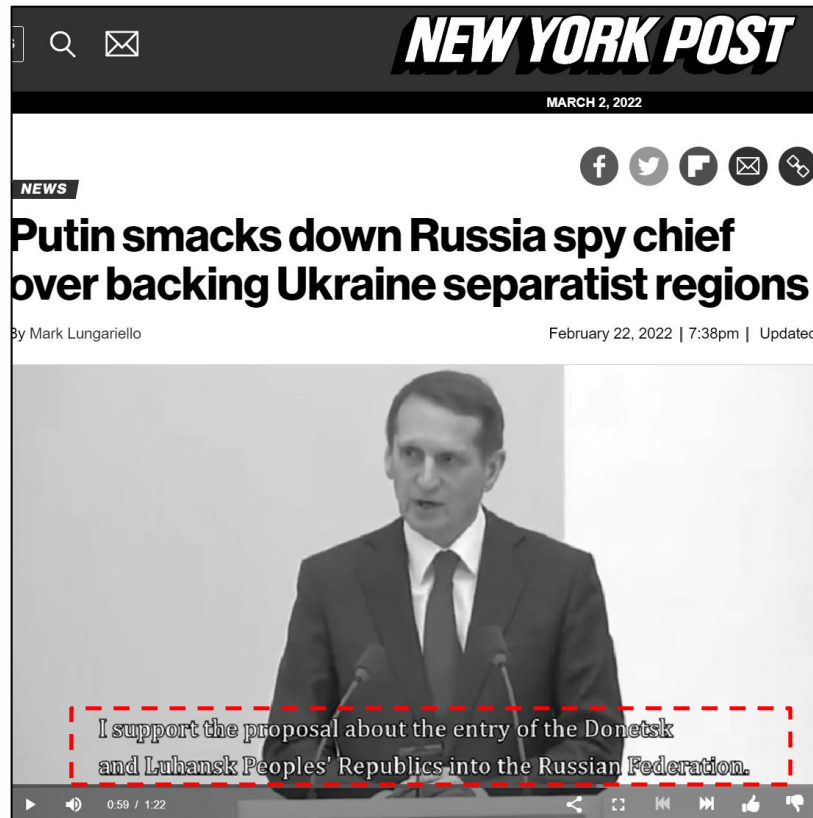 NEW YORK POST
MARCH 2, 2022
NEWS
Putin smacks down Russia spy chief
over backing Ukraine separatist regions
By Mark Lungariello
February 22, 2022 | 7:38pm | Updated
I support the proposal about the entry of the Donetsk
and Luhansk Peoples' Republics into the Russian Federation.
0:59 / 1:22